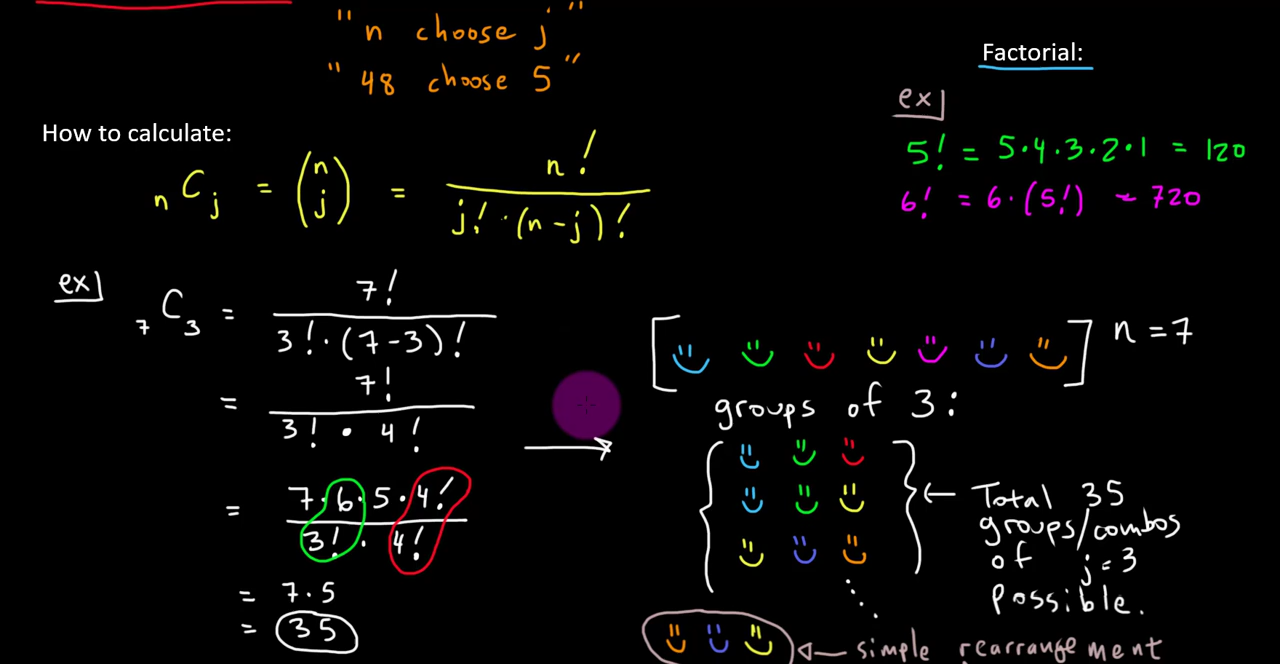 "n choose j"
"48 choose 5"
How to calculate:
nCj = (n j) = n! / j!·(n-j)!
Factorial:
ex]
5! = 5·4·3·2·1 = 120
6! = 6·(5!) = 720
ex] 7C3 = 7! / 3!·(7-3)!
= 7! / 3! · 4!
= 7·6·5·4! / 3! · 4!
= 7·5
= 35
n = 7
groups of 3:
← Total 35
groups/combos
of j=3
possible.
simple rearrangement